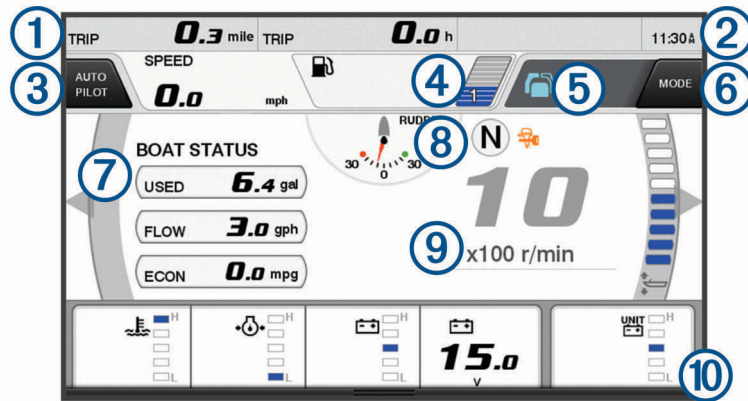 1 TRIP 0.3 mile TRIP 0.0 h 11:30A 2
3 AUTO PILOT SPEED 0.0 mph 4 1 5 MODE 6
RUDD 8 N
30 0 30
BOAT STATUS
7 USED 6.4 gal
FLOW 3.0 gph
ECON 0.0 mpg
10
9 x100 r/min
H H H UNIT H
L L L 15.0 V L 10